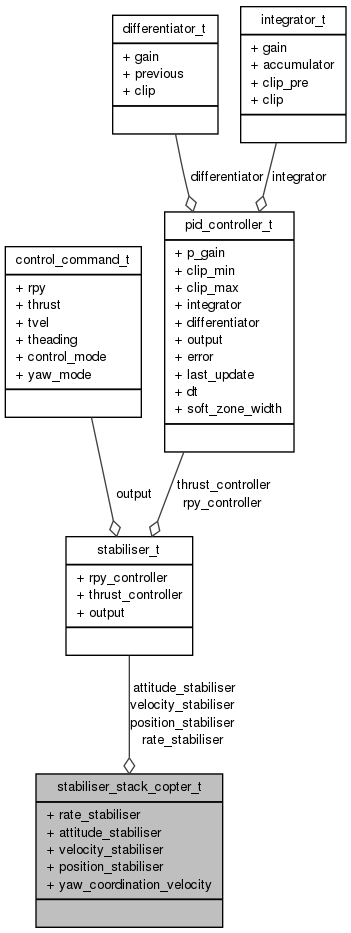 differentiator_t
+ gain
+ previous
+ clip
integrator_t
+ gain
+ accumulator
+ clip_pre
+ clip
differentiator
integrator
pid_controller_t
+ p_gain
+ clip_min
+ clip_max
+ integrator
+ differentiator
+ output
+ error
+ last_update
+ dt
+ soft_zone_width
control_command_t
+ rpy
+ thrust
+ tvel
+ theading
+ control_mode
+ yaw_mode
output
thrust_controller
rpy_controller
stabiliser_t
+ rpy_controller
+ thrust_controller
+ output
attitude_stabiliser
velocity_stabiliser
position_stabiliser
rate_stabiliser
stabiliser_stack_copter_t
+ rate_stabiliser
+ attitude_stabiliser
+ velocity_stabiliser
+ position_stabiliser
+ yaw_coordination_velocity